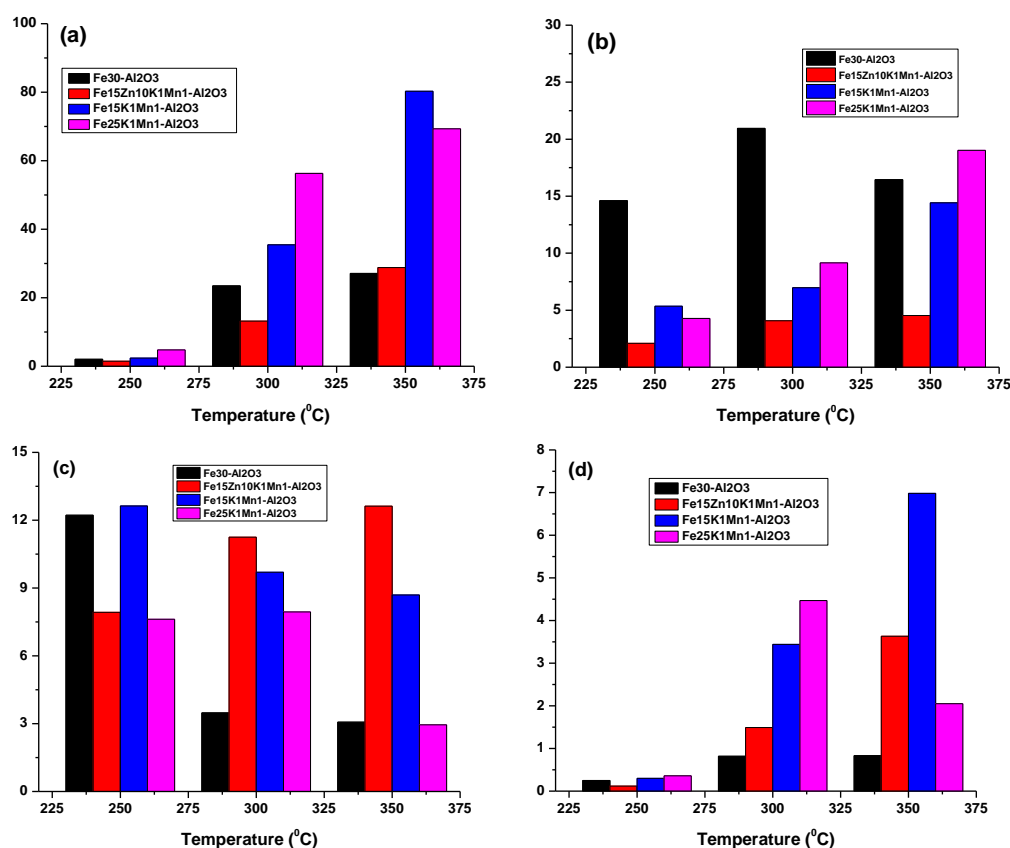 (a)
100
80
60
40
20
0
Fe30-Al2O3
Fe15Zn10K1Mn1-Al2O3
Fe15K1Mn1-Al2O3
Fe25K1Mn1-Al2O3
225 250 275 300 325 350 375
Temperature (⁰C)
(b)
30
25
20
15
10
5
0
Fe30-Al2O3
Fe15Zn10K1Mn1-Al2O3
Fe15K1Mn1-Al2O3
Fe25K1Mn1-Al2O3
225 250 275 300 325 350 375
Temperature (⁰C)
(c)
15
12
9
6
3
0
Fe30-Al2O3
Fe15Zn10K1Mn1-Al2O3
Fe15K1Mn1-Al2O3
Fe25K1Mn1-Al2O3
225 250 275 300 325 350 375
Temperature (⁰C)
(d)
8
7
6
5
4
3
2
1
0
Fe30-Al2O3
Fe15Zn10K1Mn1-Al2O3
Fe15K1Mn1-Al2O3
Fe25K1Mn1-Al2O3
225 250 275 300 325 350 375
Temperature (⁰C)